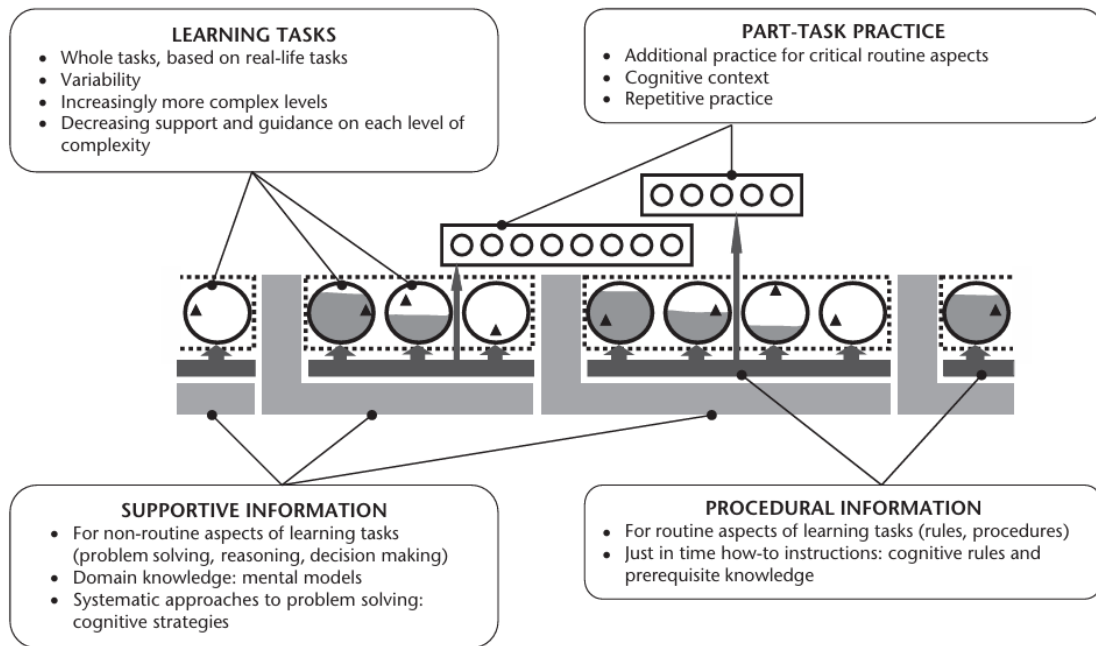 LEARNING TASKS
• Whole tasks, based on real-life tasks
• Variability
• Increasingly more complex levels
• Decreasing support and guidance on each level of
complexity
PART-TASK PRACTICE
• Additional practice for critical routine aspects
• Cognitive context
• Repetitive practice
SUPPORTIVE INFORMATION
• For non-routine aspects of learning tasks
(problem solving, reasoning, decision making)
• Domain knowledge: mental models
• Systematic approaches to problem solving:
cognitive strategies
PROCEDURAL INFORMATION
• For routine aspects of learning tasks (rules, procedures)
• Just in time how-to instructions: cognitive rules and
prerequisite knowledge